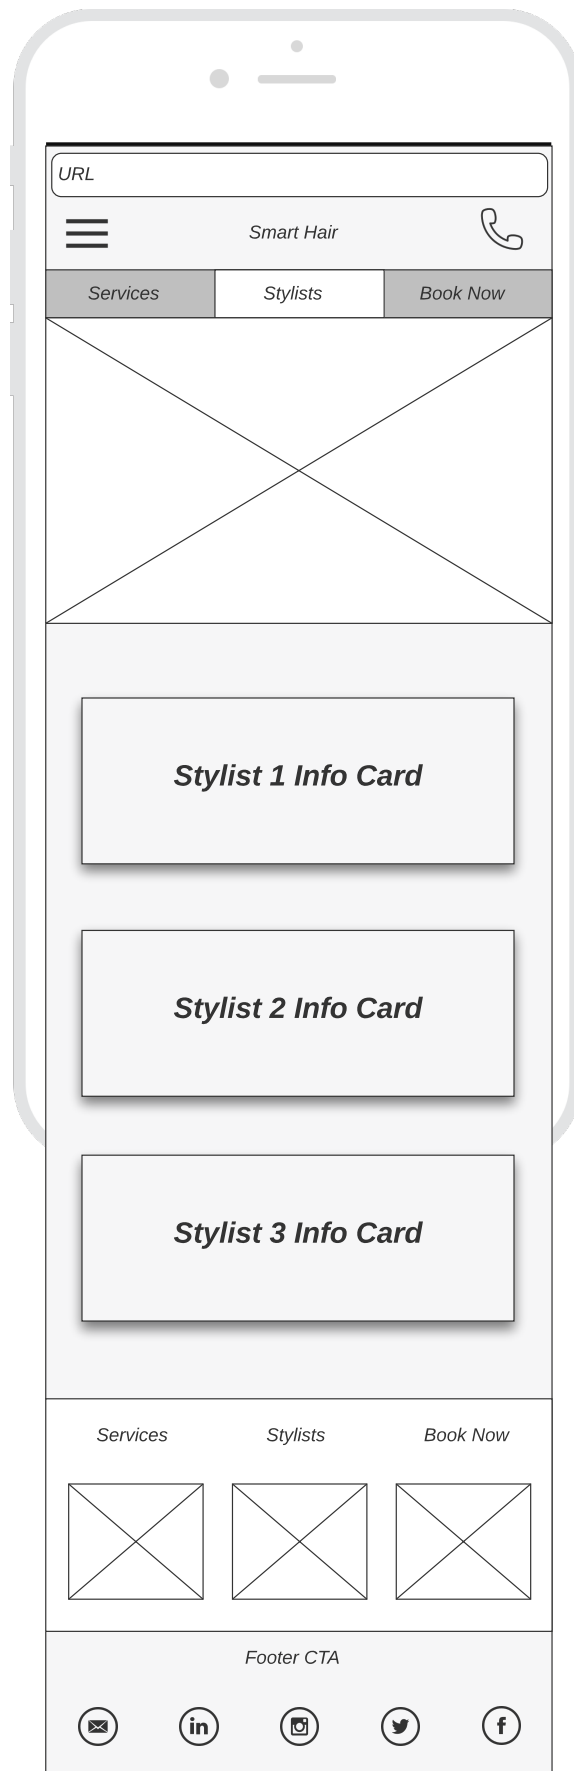 URL
Smart Hair
Services Stylists Book Now
Stylist 1 Info Card
Stylist 2 Info Card
Stylist 3 Info Card
Services Stylists Book Now
Footer CTA